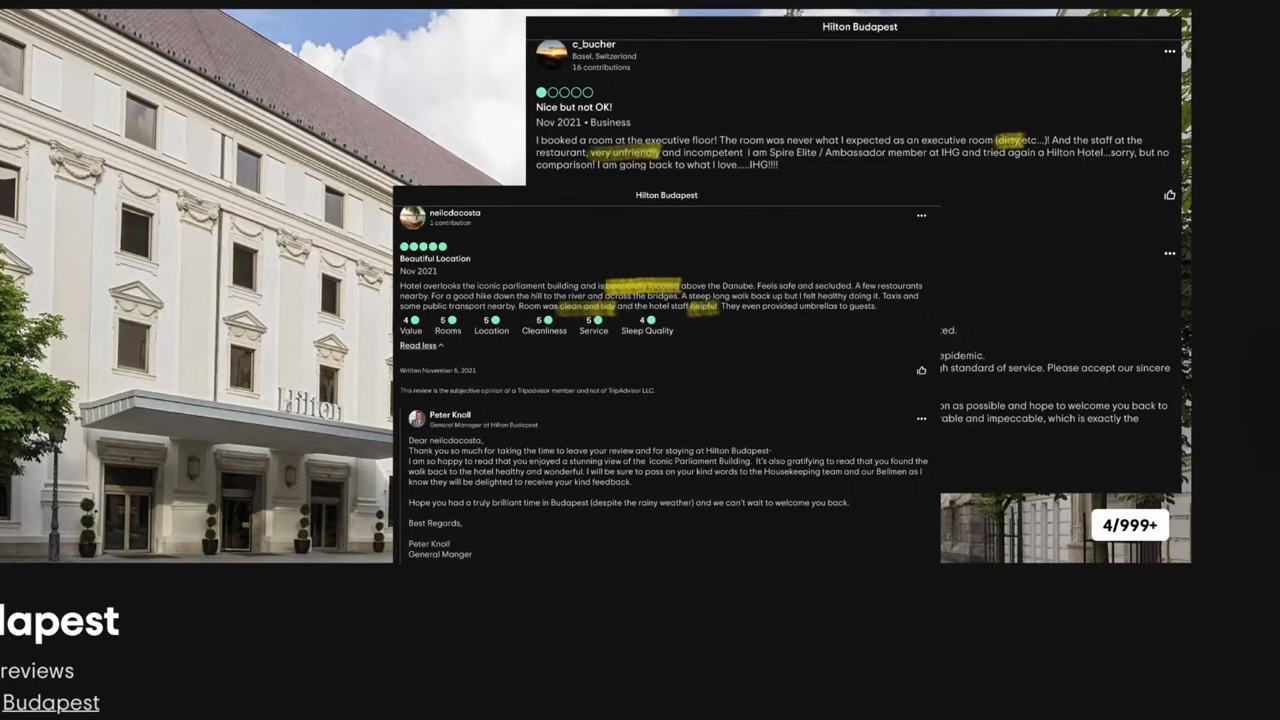 Hilton Budapest
c_bucher
Basel, Switzerland
16 contributions
Nice but not OK!
Nov 2021 • Business
I booked a room at the executive floor! The room was never what I expected as an executive room (dirty etc...)! And the staff at the
restaurant, very unfriendly and incompetent I am Spire Elite / Ambassador member at IHG and tried again a Hilton Hotel...sorry, but no
comparison! I am going back to what I love.....IHG!!!!
Hilton Budapest
neilcdacosta
1 contribution
Beautiful Location
Nov 2021
Hotel overlooks the iconic parliament building and is beautifully located above the Danube. Feels safe and secluded. A few restaurants
nearby. For a good hike down the hill to the river and across the bridges. A steep long walk back up but I felt healthy doing it. Taxis and
some public transport nearby. Room was clean and tidy and the hotel staff helpful. They even provided umbrellas to guests.
4 5 5 5 5 4
Value Rooms Location Cleanliness Service Sleep Quality
Read less
Written November 5, 2021
This review is the subjective opinion of a Tripadvisor member and not of TripAdvisor LLC.
Peter Knoll
General Manager at Hilton Budapest
Dear neilcdacosta,
Thank you so much for taking the time to leave your review and for staying at Hilton Budapest-
I am so happy to read that you enjoyed a stunning view of the iconic Parliament Building. It's also gratifying to read that you found the
walk back to the hotel healthy and wonderful. I will be sure to pass on your kind words to the Housekeeping team and our Bellmen as I
know they will be delighted to receive your kind feedback.
Hope you had a truly brilliant time in Budapest (despite the rainy weather) and we can't wait to welcome you back.
Best Regards,
Peter Knoll
General Manger
ed.
epidemic.
h standard of service. Please accept our sincere
on as possible and hope to welcome you back to
able and impeccable, which is exactly the
Hilton
4/999+
dapest
reviews
Budapest